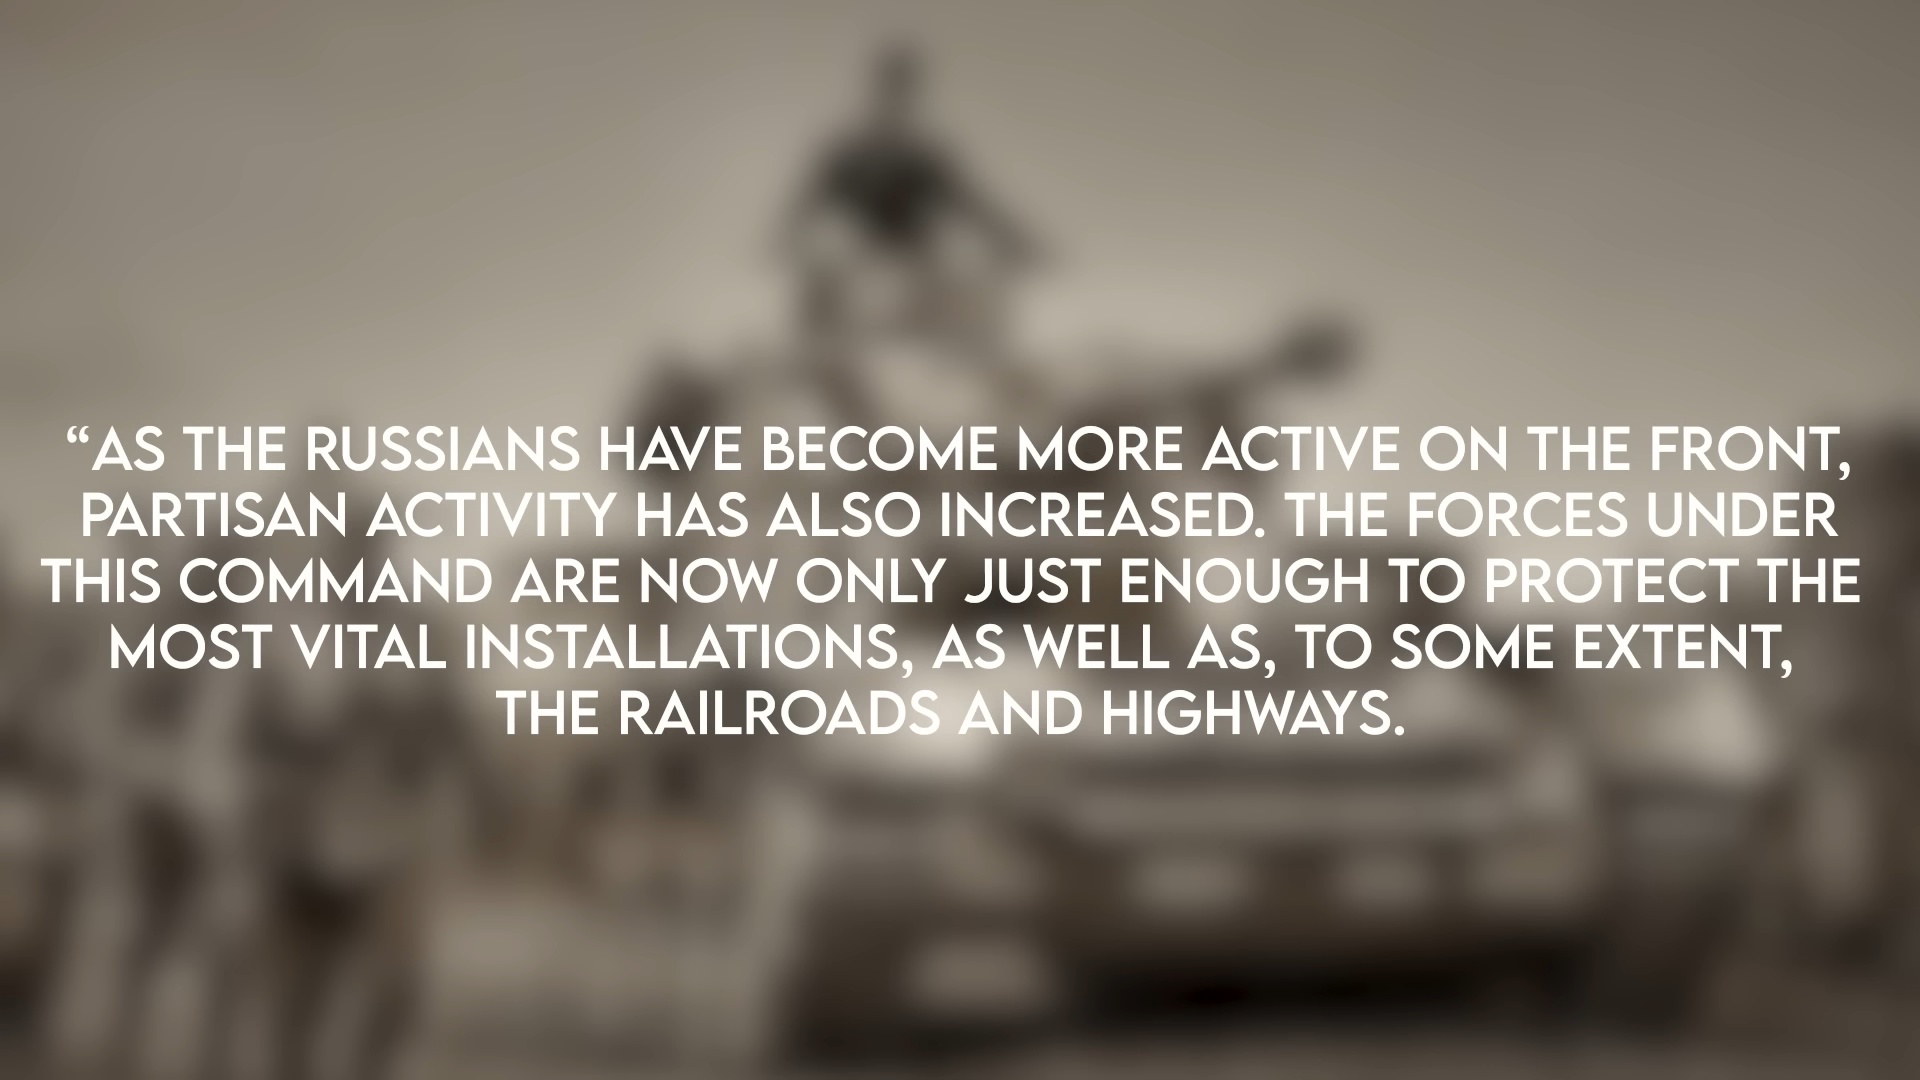 “AS THE RUSSIANS HAVE BECOME MORE ACTIVE ON THE FRONT,
PARTISAN ACTIVITY HAS ALSO INCREASED. THE FORCES UNDER
THIS COMMAND ARE NOW ONLY JUST ENOUGH TO PROTECT THE
MOST VITAL INSTALLATIONS, AS WELL AS, TO SOME EXTENT,
THE RAILROADS AND HIGHWAYS.